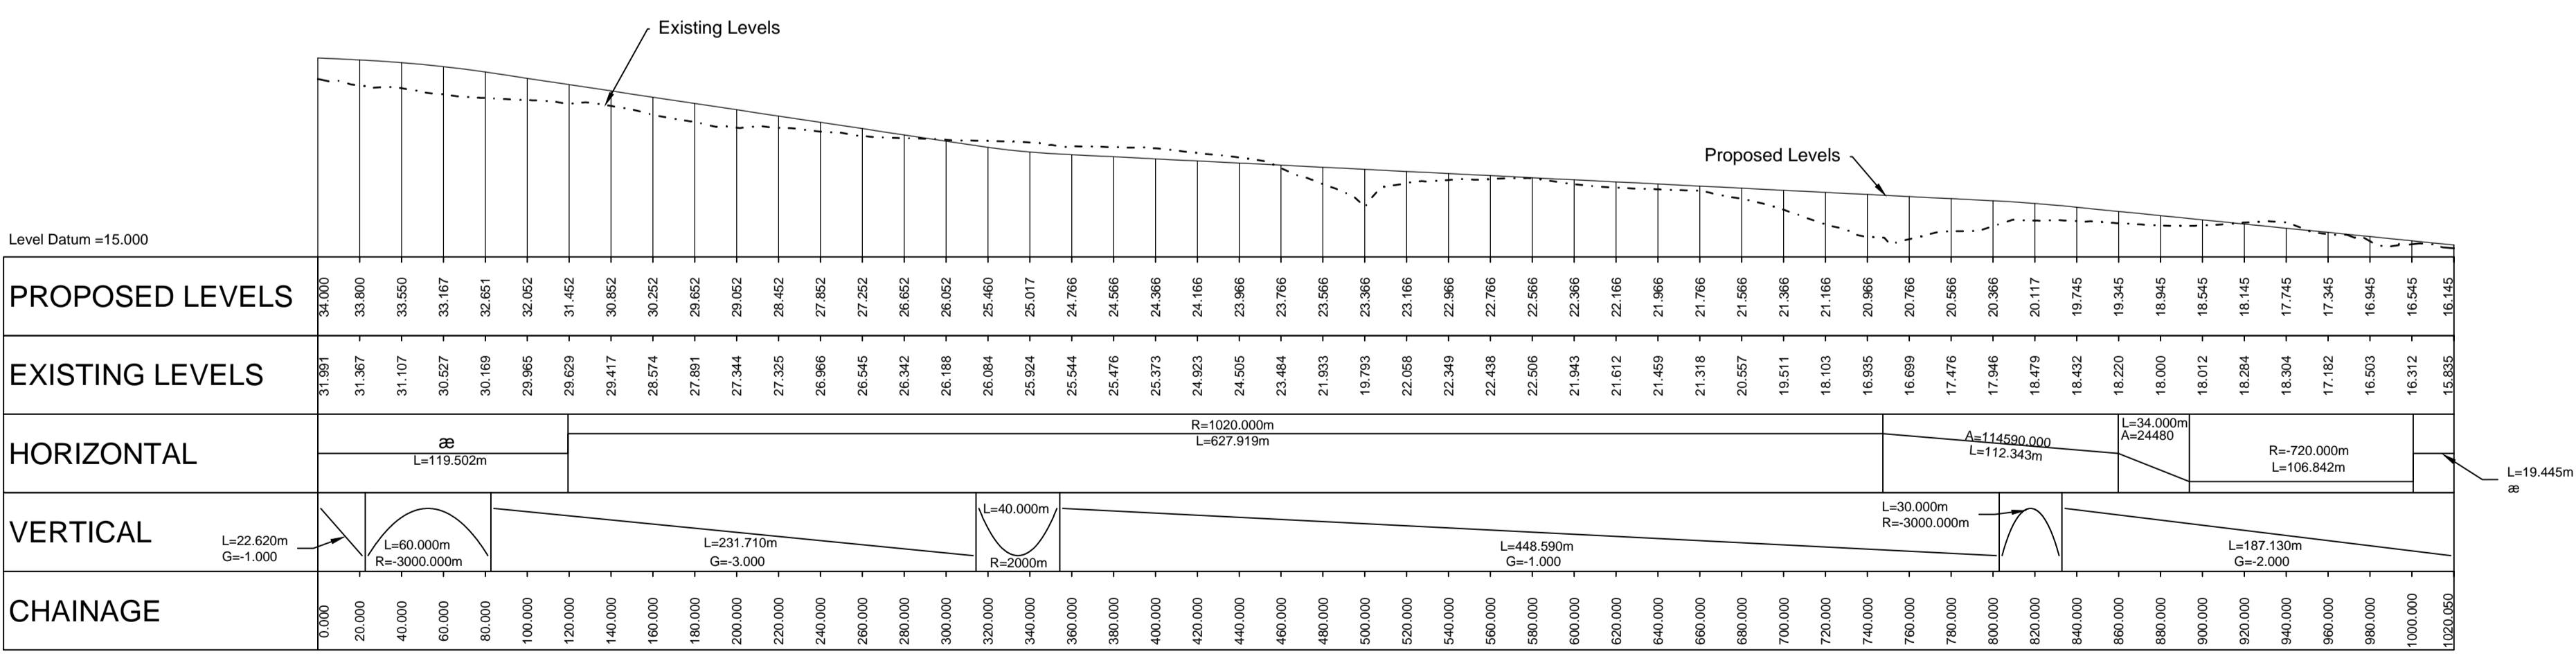 Existing Levels
Proposed Levels
Level Datum =15.000
PROPOSED LEVELS
34.000 33.800 33.550 33.167 32.651 32.052 31.452 30.852 30.252 29.652 29.052 28.452 27.852 27.252 26.652 26.052 25.460 25.017 24.766 24.566 24.366 24.166 23.966 23.766 23.566 23.366 23.166 22.966 22.766 22.566 22.366 22.166 21.966 21.766 21.566 21.366 21.166 20.966 20.766 20.566 20.366 20.117 19.745 19.345 18.945 18.545 18.145 17.745 17.345 16.945 16.545 16.145
EXISTING LEVELS
31.991 31.367 31.107 30.527 30.169 29.965 29.629 29.417 28.574 27.891 27.344 27.325 26.966 26.545 26.342 26.188 26.084 25.924 25.544 25.476 25.373 24.923 24.505 23.484 21.933 19.793 22.058 22.349 22.438 22.506 21.943 21.612 21.459 21.318 20.557 19.511 18.103 16.935 16.699 17.476 17.946 18.479 18.432 18.220 18.000 18.012 18.284 18.304 17.182 16.503 16.312 15.835
HORIZONTAL
æ
L=119.502m
R=1020.000m
L=627.919m
A=114590.000
L=112.343m
L=34.000m
A=24480
R=-720.000m
L=106.842m
L=19.445m
æ
VERTICAL
L=22.620m
G=-1.000
L=60.000m
R=-3000.000m
L=231.710m
G=-3.000
L=40.000m
R=2000m
L=448.590m
G=-1.000
L=30.000m
R=-3000.000m
L=187.130m
G=-2.000
CHAINAGE
0.000 20.000 40.000 60.000 80.000 100.000 120.000 140.000 160.000 180.000 200.000 220.000 240.000 260.000 280.000 300.000 320.000 340.000 360.000 380.000 400.000 420.000 440.000 460.000 480.000 500.000 520.000 540.000 560.000 580.000 600.000 620.000 640.000 660.000 680.000 700.000 720.000 740.000 760.000 780.000 800.000 820.000 840.000 860.000 880.000 900.000 920.000 940.000 960.000 980.000 1000.000 1020.050